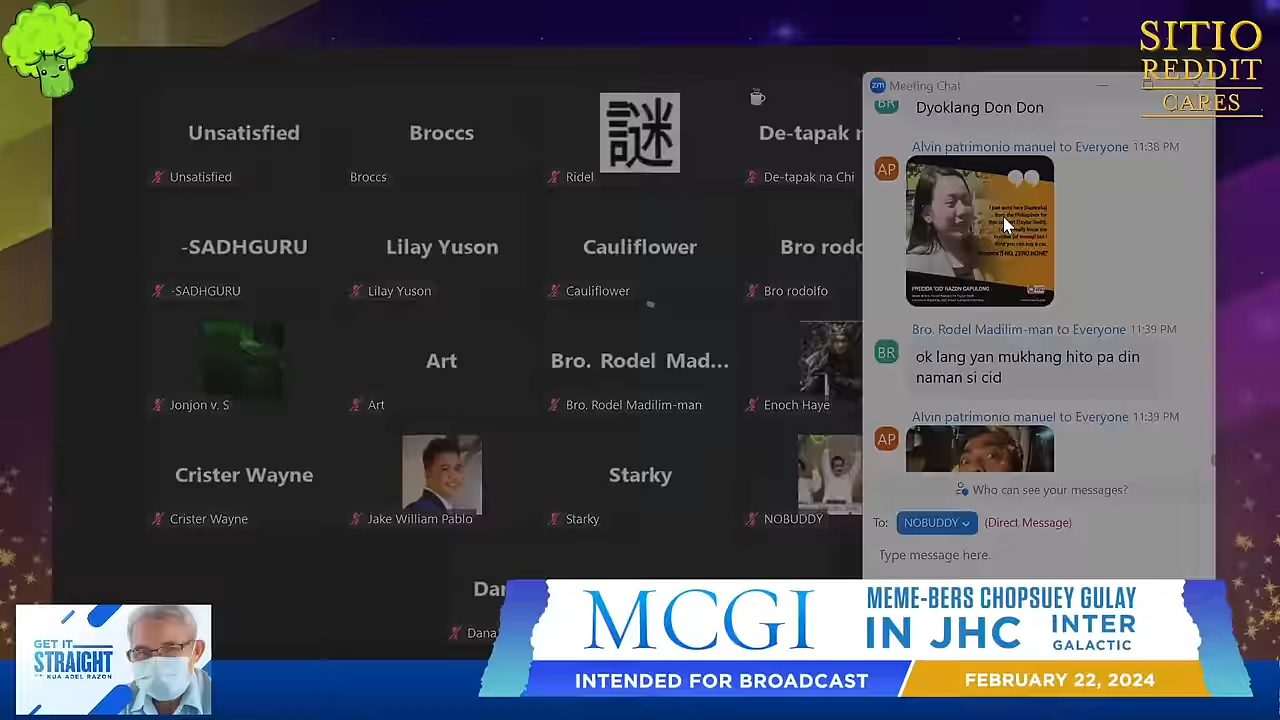 SITIO
REDDIT
CARES
Unsatisfied
Unsatisfied
Broccs
Broccs
謎
Ridel
De-tapak n
De-tapak na Chi
-SADHGURU
-SADHGURU
Lilay Yuson
Lilay Yuson
Cauliflower
Cauliflower
Bro rodo
Bro rodolfo
Jonjon v. S
Art
Art
Bro. Rodel Mad...
Bro. Rodel Madilim-man
Enoch Haye
Crister Wayne
Crister Wayne
Jake William Pablo
Starky
Starky
NOBUDDY
Dan
Dana
zm Meeting Chat
BR
Dyoklang Don Don
Alvin patrimonio manuel to Everyone 11:38 PM
AP
PRECIDA "CID" RAZON CAPULONG
Bro. Rodel Madilim-man to Everyone 11:39 PM
BR
ok lang yan mukhang hito pa din
naman si cid
Alvin patrimonio manuel to Everyone 11:39 PM
AP
Who can see your messages?
To: NOBUDDY (Direct Message)
Type message here.
GET IT
STRAIGHT
KUA ADEL RAZON
MCGI
MEME-BERS CHOPSUEY GULAY
IN JHC
INTER
GALACTIC
INTENDED FOR BROADCAST
FEBRUARY 22, 2024